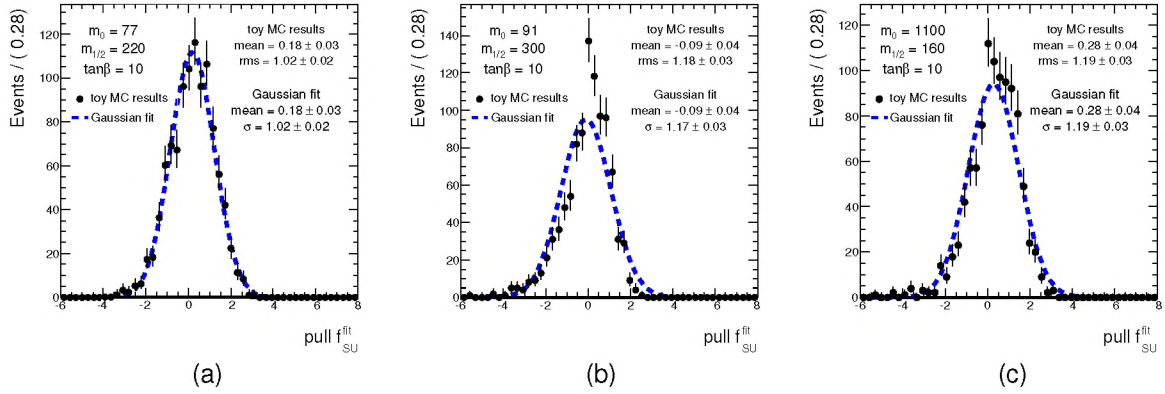 Events / ( 0.28)
120
100
80
60
40
20
0
-6 -4 -2 0 2 4 6 8
m0 = 77
m1/2 = 220
tanβ = 10
toy MC results
Gaussian fit
toy MC results
mean = 0.18 ± 0.03
rms = 1.02 ± 0.02
Gaussian fit
mean = 0.18 ± 0.03
σ = 1.02 ± 0.02
pull f_SU^fit
(a)
Events / ( 0.28)
140
120
100
80
60
40
20
0
-6 -4 -2 0 2 4 6 8
m0 = 91
m1/2 = 300
tanβ = 10
toy MC results
Gaussian fit
toy MC results
mean = -0.09 ± 0.04
rms = 1.18 ± 0.03
Gaussian fit
mean = -0.09 ± 0.04
σ = 1.17 ± 0.03
pull f_SU^fit
(b)
Events / ( 0.28)
120
100
80
60
40
20
0
-6 -4 -2 0 2 4 6 8
m0 = 1100
m1/2 = 160
tanβ = 10
toy MC results
Gaussian fit
toy MC results
mean = 0.28 ± 0.04
rms = 1.19 ± 0.03
Gaussian fit
mean = 0.28 ± 0.04
σ = 1.19 ± 0.03
pull f_SU^fit
(c)